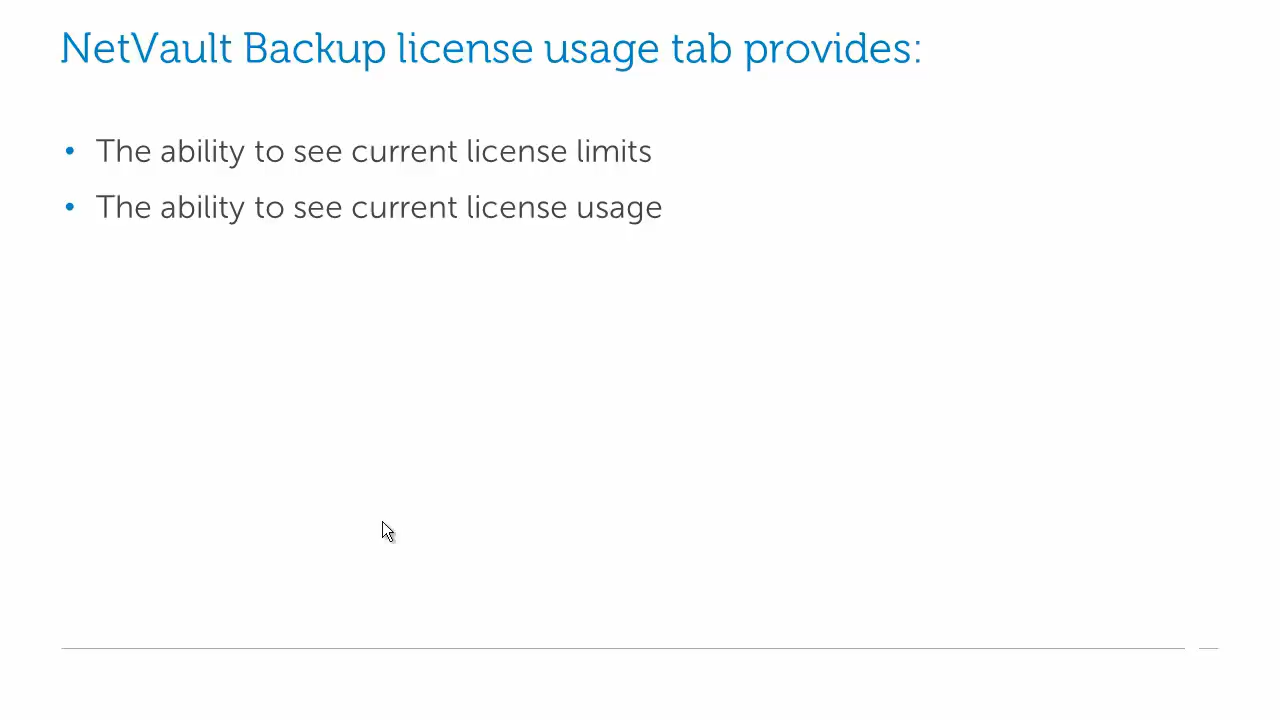 NetVault Backup license usage tab provides:
• The ability to see current license limits
• The ability to see current license usage